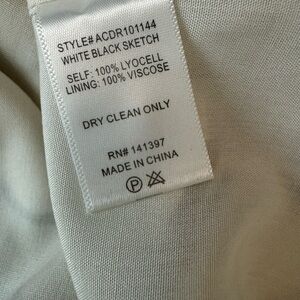 STYLE# ACDR101144
WHITE BLACK SKETCH
SELF: 100% LYOCELL
LINING: 100% VISCOSE
DRY CLEAN ONLY
RN# 141397
MADE IN CHINA
P